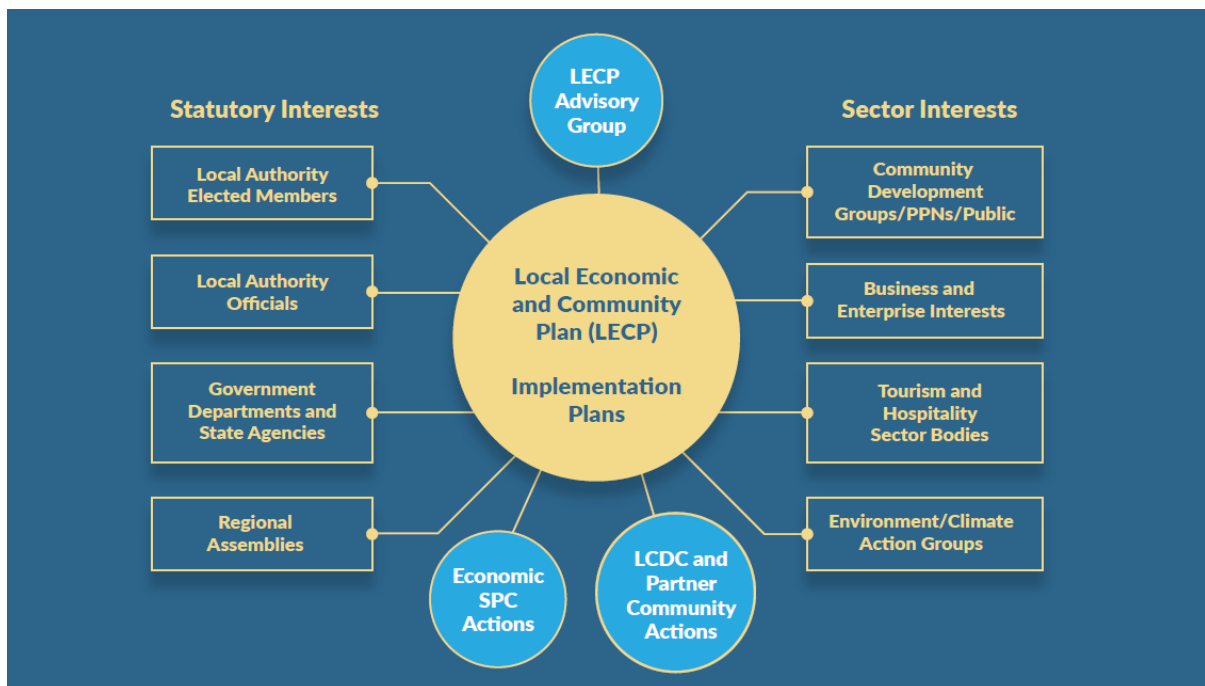 LECP
Advisory
Group
Statutory Interests
Local Authority
Elected Members
Local Authority
Officials
Government
Departments and
State Agencies
Regional
Assemblies
Local Economic
and Community
Plan (LECP)
Implementation
Plans
Economic
SPC
Actions
LCDC and
Partner
Community
Actions
Sector Interests
Community
Development
Groups/PPNs/Public
Business and
Enterprise Interests
Tourism and
Hospitality
Sector Bodies
Environment/Climate
Action Groups